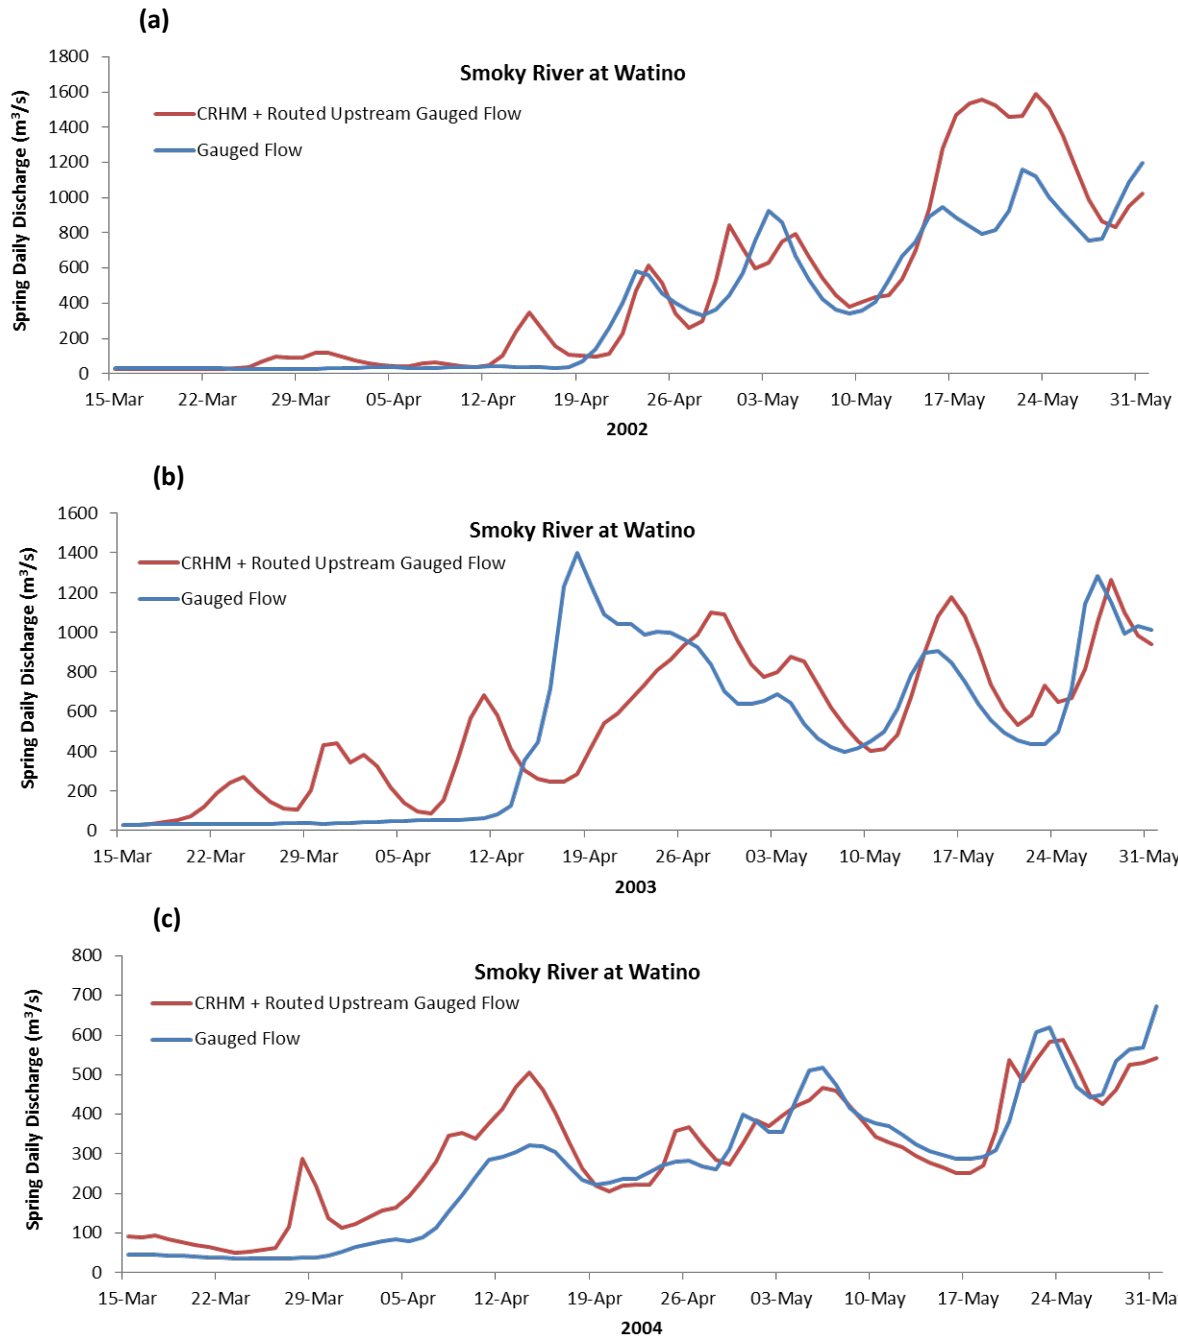 (a)
Smoky River at Watino
CRHM + Routed Upstream Gauged Flow
Gauged Flow
Spring Daily Discharge (m³/s)
1800
1600
1400
1200
1000
800
600
400
200
0
15-Mar 22-Mar 29-Mar 05-Apr 12-Apr 19-Apr 26-Apr 03-May 10-May 17-May 24-May 31-May
2002
(b)
Smoky River at Watino
CRHM + Routed Upstream Gauged Flow
Gauged Flow
Spring Daily Discharge (m³/s)
1600
1400
1200
1000
800
600
400
200
0
15-Mar 22-Mar 29-Mar 05-Apr 12-Apr 19-Apr 26-Apr 03-May 10-May 17-May 24-May 31-May
2003
(c)
Smoky River at Watino
CRHM + Routed Upstream Gauged Flow
Gauged Flow
Spring Daily Discharge (m³/s)
800
700
600
500
400
300
200
100
0
15-Mar 22-Mar 29-Mar 05-Apr 12-Apr 19-Apr 26-Apr 03-May 10-May 17-May 24-May 31-May
2004